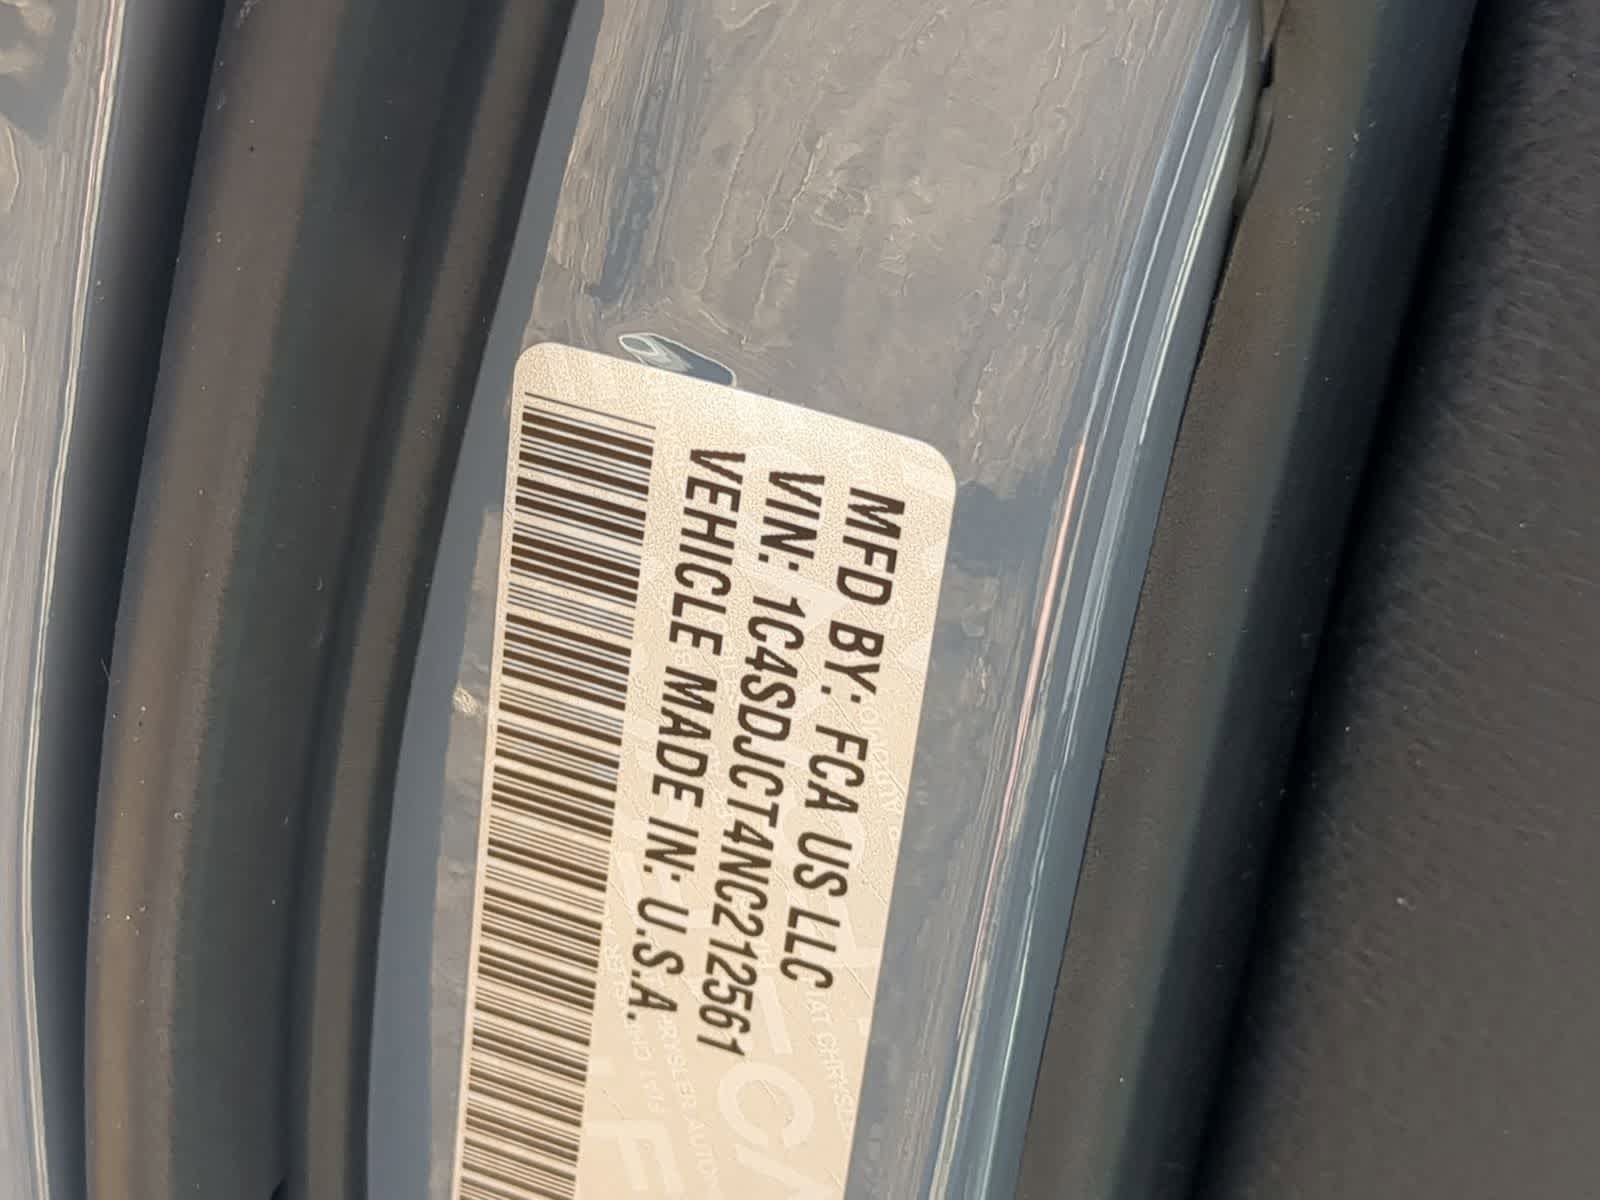 MFD BY: FCA US LLC
VIN: 1C4SDJCT4NC212561
VEHICLE MADE IN: U.S.A.